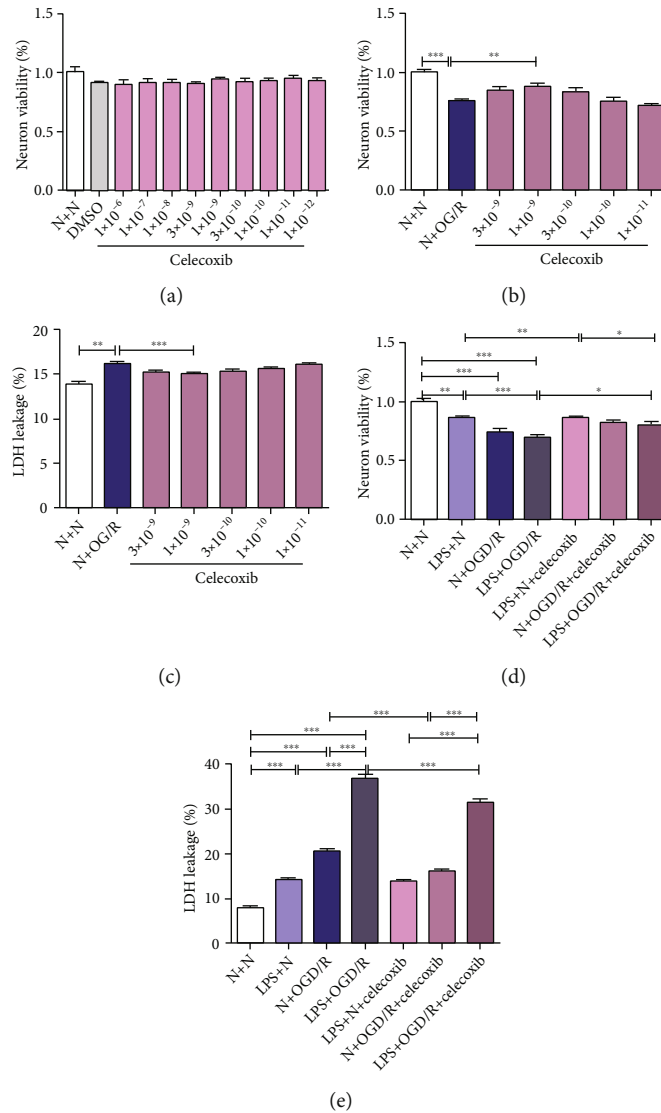 Neuron viability (%)
1.5
1.0
0.5
0.0
N+N
DMSO
1×10⁻⁶
1×10⁻⁷
1×10⁻⁸
3×10⁻⁹
1×10⁻⁹
3×10⁻¹⁰
1×10⁻¹⁰
1×10⁻¹¹
1×10⁻¹²
Celecoxib
(a)
Neuron viability (%)
1.5
1.0
0.5
0.0
*** **
N+N
N+OG/R
3×10⁻⁹
1×10⁻⁹
3×10⁻¹⁰
1×10⁻¹⁰
1×10⁻¹¹
Celecoxib
(b)
LDH leakage (%)
20
15
10
5
0
** ***
N+N
N+OG/R
3×10⁻⁹
1×10⁻⁹
3×10⁻¹⁰
1×10⁻¹⁰
1×10⁻¹¹
Celecoxib
(c)
Neuron viability (%)
1.5
1.0
0.5
0.0
** *
***
***
** *** *
N+N
LPS+N
N+OGD/R
LPS+OGD/R
LPS+N+celecoxib
N+OGD/R+celecoxib
LPS+OGD/R+celecoxib
(d)
LDH leakage (%)
40
30
20
10
0
*** ***
***
*** *** ***
*** *** ***
N+N
LPS+N
N+OGD/R
LPS+OGD/R
LPS+N+celecoxib
N+OGD/R+celecoxib
LPS+OGD/R+celecoxib
(e)